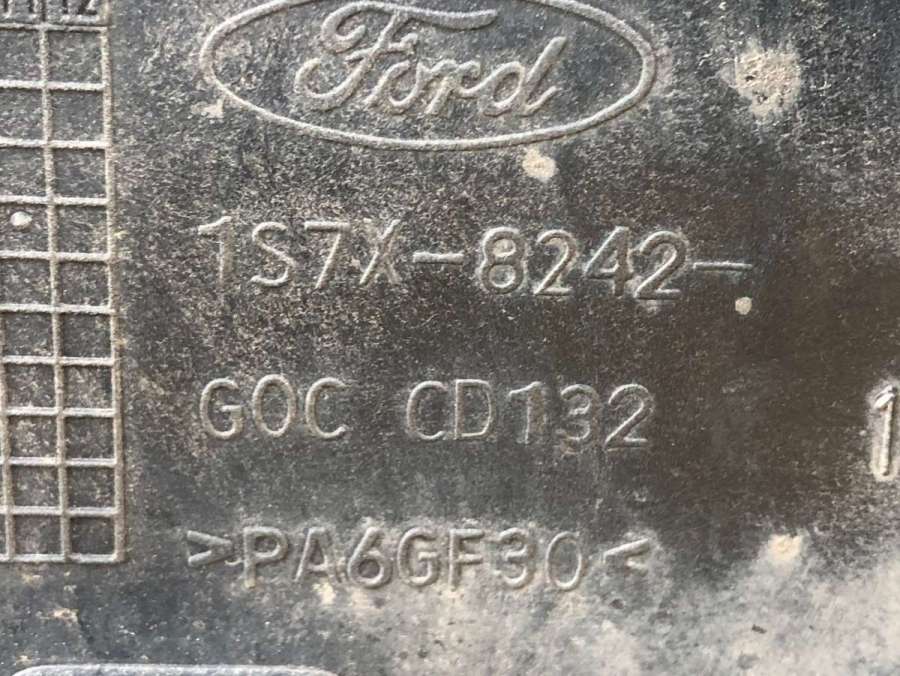 Ford
1S7X-8242-
GOC CD132
>PA6GF30<